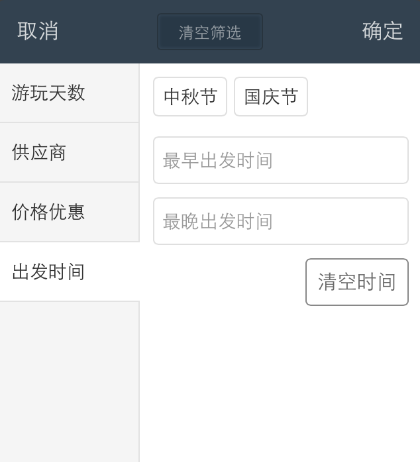 取消 清空筛选 确定
游玩天数
供应商
价格优惠
出发时间
中秋节 国庆节
最早出发时间
最晚出发时间
清空时间